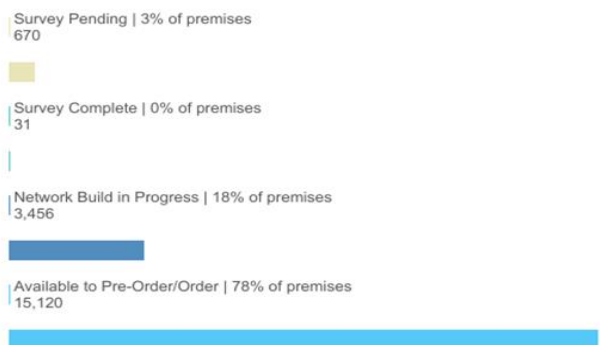 Survey Pending | 3% of premises
670
Survey Complete | 0% of premises
31
Network Build in Progress | 18% of premises
3,456
Available to Pre-Order/Order | 78% of premises
15,120